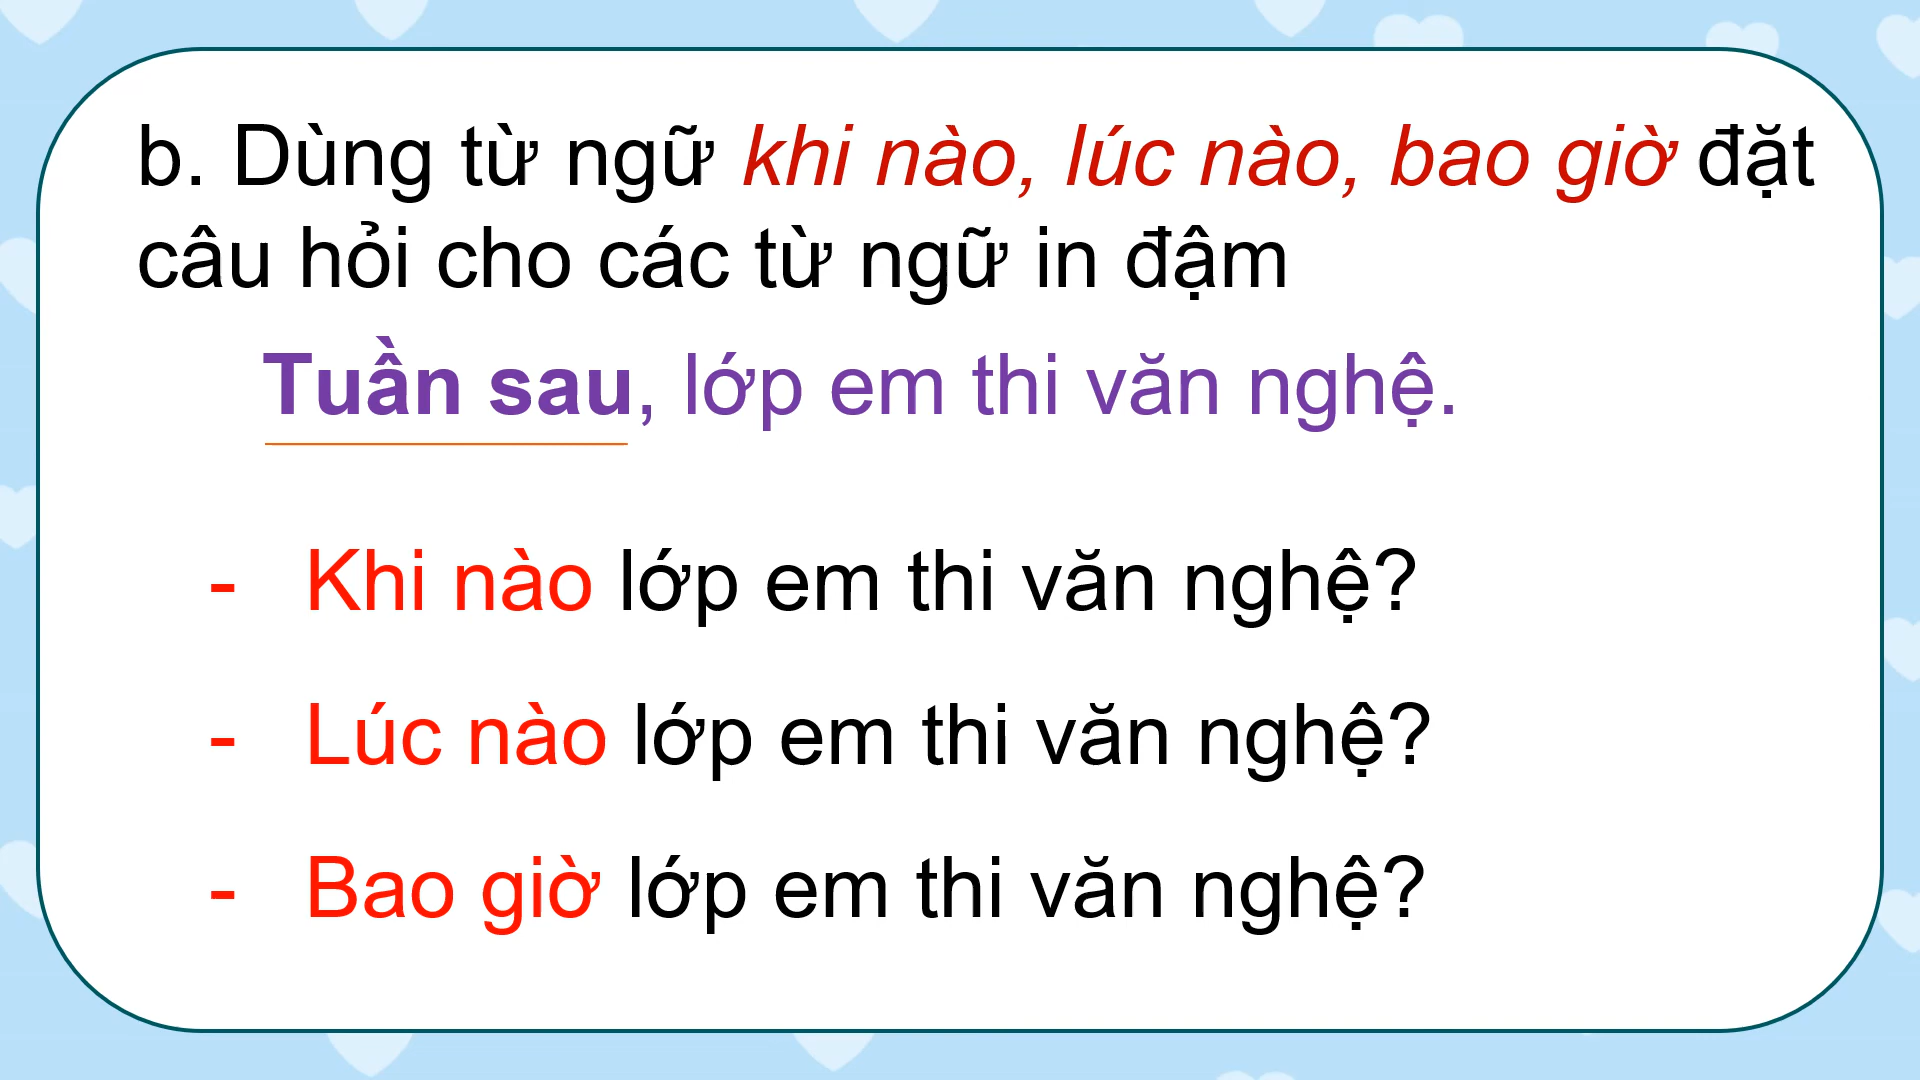 b. Dùng từ ngữ khi nào, lúc nào, bao giờ đặt
câu hỏi cho các từ ngữ in đậm
Tuần sau, lớp em thi văn nghệ.
- Khi nào lớp em thi văn nghệ?
- Lúc nào lớp em thi văn nghệ?
- Bao giờ lớp em thi văn nghệ?